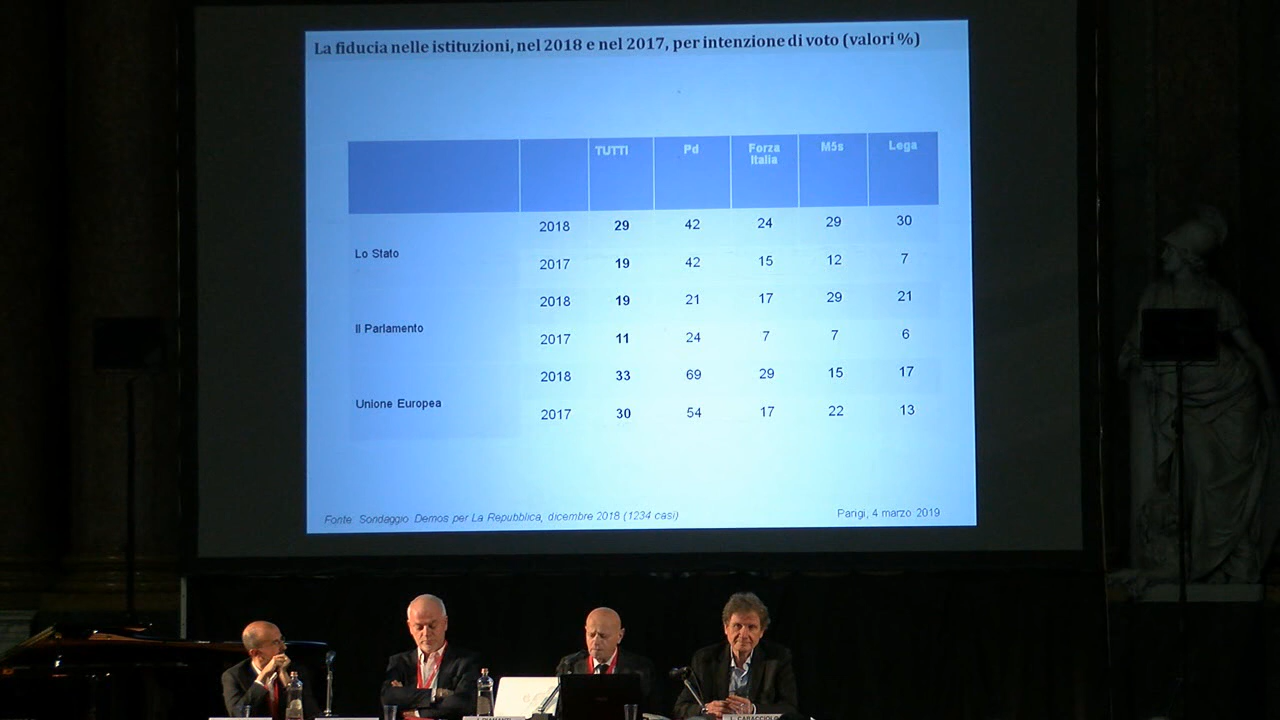 La fiducia nelle istituzioni, nel 2018 e nel 2017, per intenzione di voto (valori %)
TUTTI Pd Forza Italia M5s Lega
Lo Stato
2018 29 42 24 29 30
2017 19 42 15 12 7
Il Parlamento
2018 19 21 17 29 21
2017 11 24 7 7 6
Unione Europea
2018 33 69 29 15 17
2017 30 54 17 22 13
Fonte: Sondaggio Demos per La Repubblica, dicembre 2018 (1234 casi)
Parigi, 4 marzo 2019
I. DIAMANTI
L. CARACCIOLO